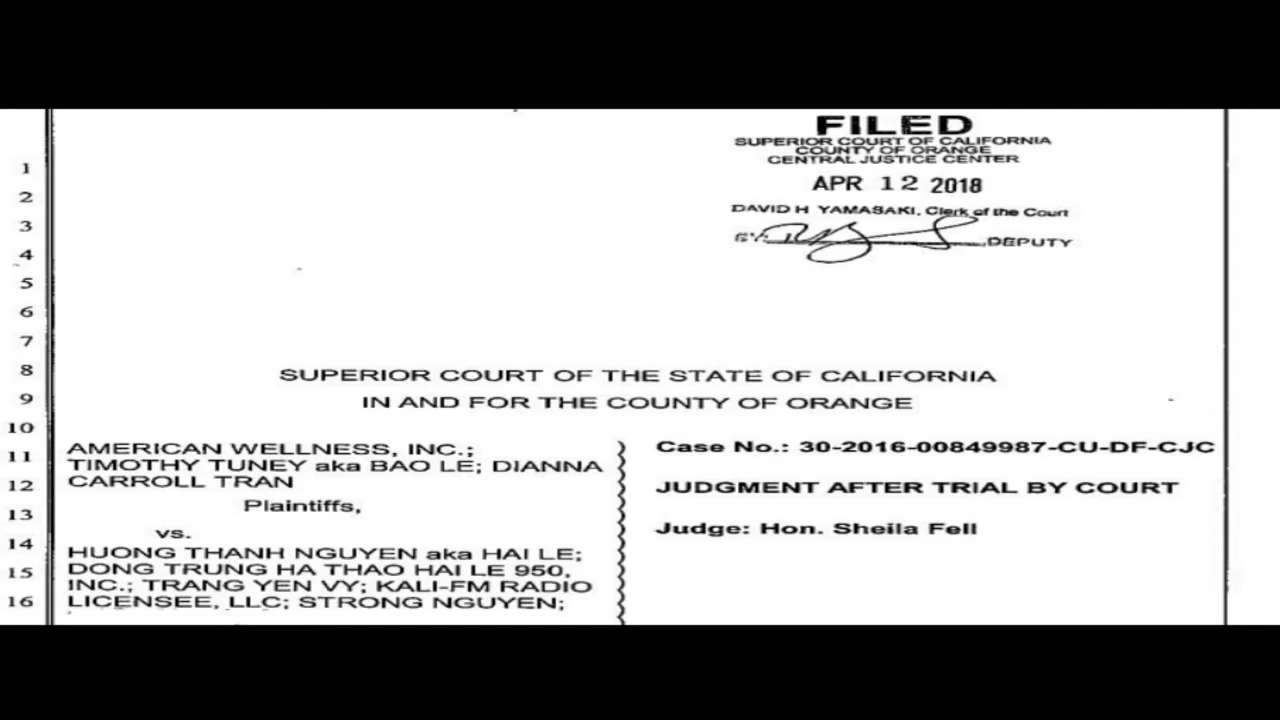 FILED
SUPERIOR COURT OF CALIFORNIA
COUNTY OF ORANGE
CENTRAL JUSTICE CENTER
APR 12 2018
DAVID H YAMASAKI, Clerk of the Court
BY: DEPUTY
1
2
3
4
5
6
7
8
9
10
11
12
13
14
15
16
SUPERIOR COURT OF THE STATE OF CALIFORNIA
IN AND FOR THE COUNTY OF ORANGE
AMERICAN WELLNESS, INC.;
TIMOTHY TUNEY aka BAO LE; DIANNA
CARROLL TRAN
Plaintiffs,
vs.
HUONG THANH NGUYEN aka HAI LE;
DONG TRUNG HA THAO HAI LE 950,
INC.; TRANG YEN VY; KALI-FM RADIO
LICENSEE, LLC; STRONG NGUYEN;
Case No.: 30-2016-00849987-CU-DF-CJC
JUDGMENT AFTER TRIAL BY COURT
Judge: Hon. Sheila Fell